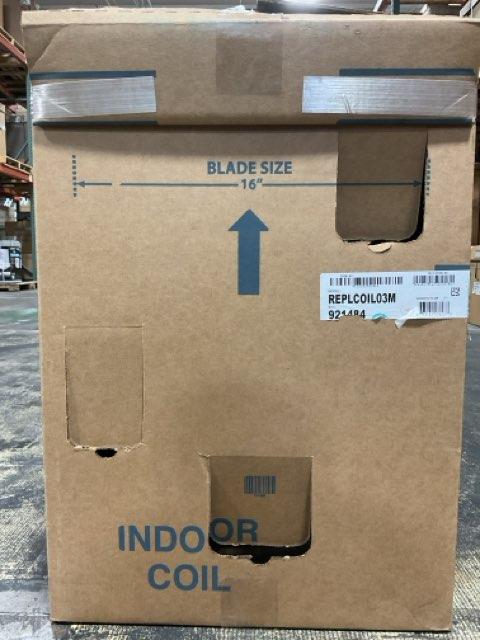 BLADE SIZE
16"
REPLCOIL03M
921484
INDOOR
COIL